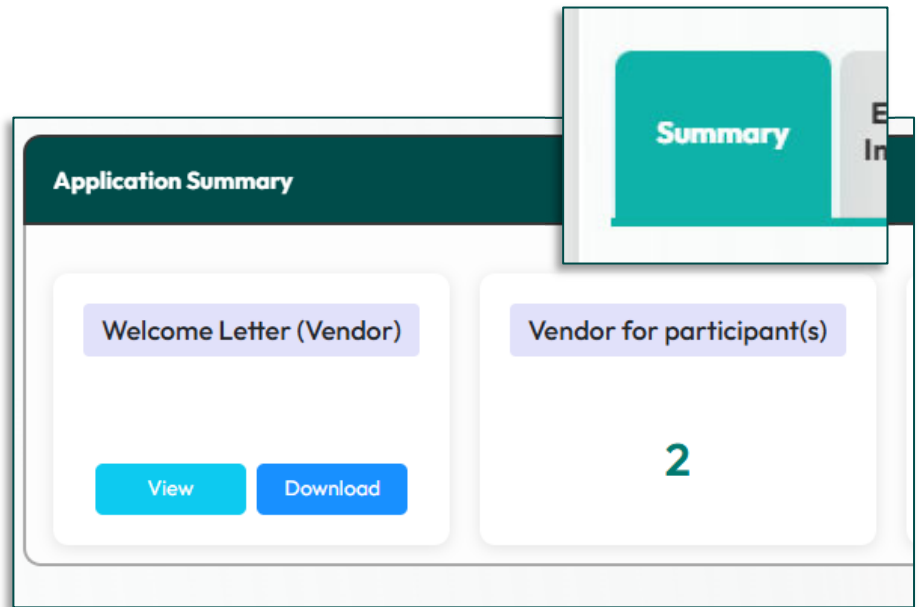 Summary
Application Summary
Welcome Letter (Vendor)
Vendor for participant(s)
2
View
Download